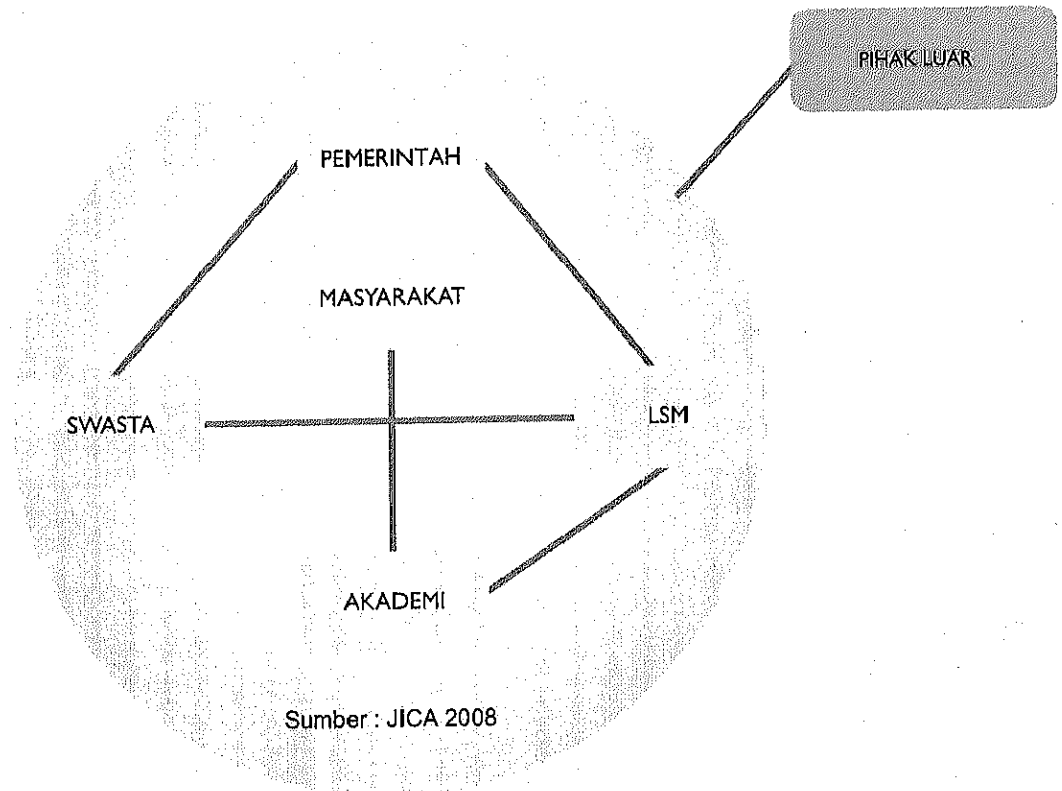 PIHAK LUAR
PEMERINTAH
MASYARAKAT
SWASTA
LSM
AKADEMI
Sumber : JICA 2008